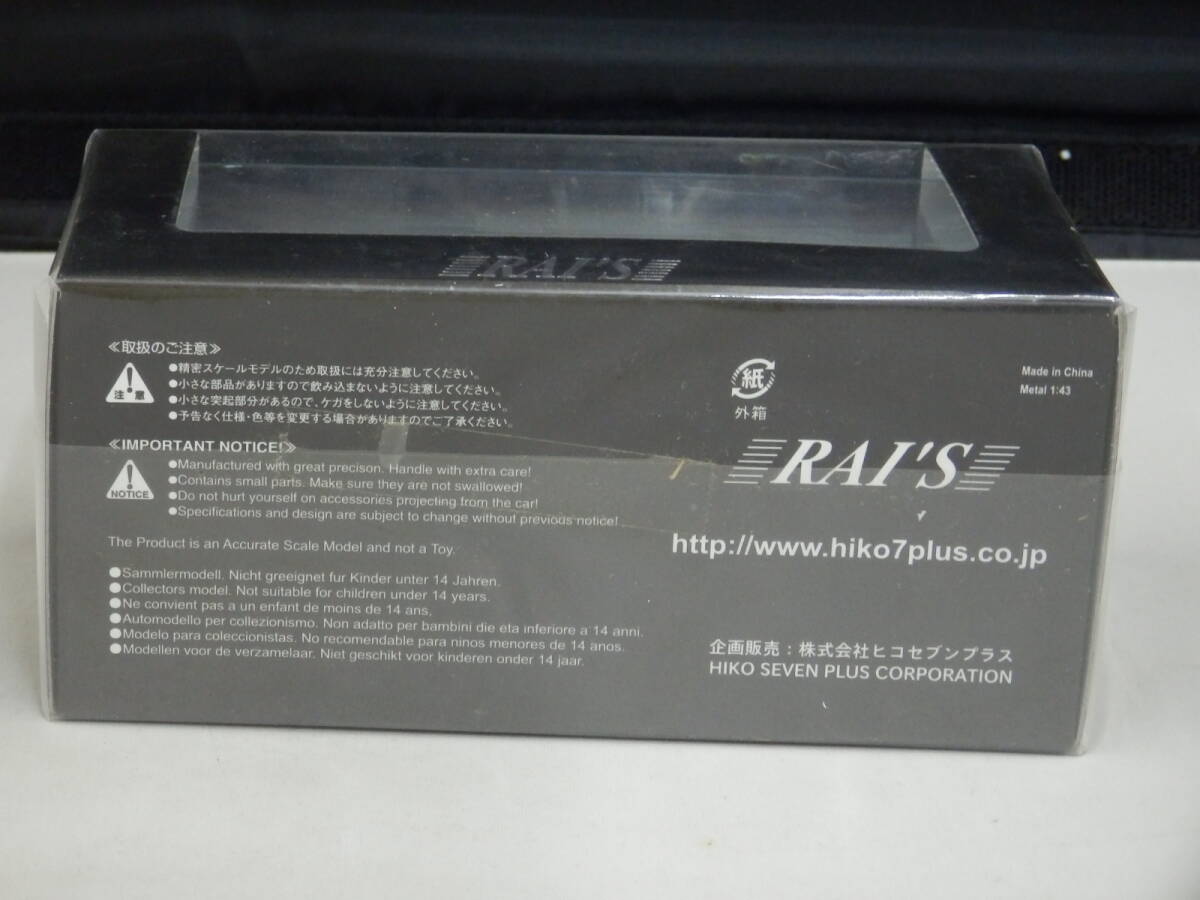 RAI'S
≪取扱のご注意≫
注 意
●精密スケールモデルのため取扱には充分注意してください。
●小さな部品がありますので飲み込まないように注意してください。
●小さな突起部分があるので、ケガをしないように注意してください。
●予告なく仕様・色等を変更する場合がありますのでご了承ください。
≪IMPORTANT NOTICE!≫
NOTICE
●Manufactured with great precison. Handle with extra care!
●Contains small parts. Make sure they are not swallowed!
●Do not hurt yourself on accessories projecting from the car!
●Specifications and design are subject to change without previous notice!
The Product is an Accurate Scale Model and not a Toy.
●Sammlermodell. Nicht greeignet fur Kinder unter 14 Jahren.
●Collectors model. Not suitable for children under 14 years.
●Ne convient pas a un enfant de moins de 14 ans,
●Automodello per collezionismo. Non adatto per bambini die eta inferiore a 14 anni.
●Modelo para coleccionistas. No recomendable para ninos menores de 14 anos.
●Modellen voor de verzamelaar. Niet geschikt voor kinderen onder 14 jaar.
紙
外箱
Made in China
Metal 1:43
RAI'S
http://www.hiko7plus.co.jp
企画販売：株式会社ヒコセブンプラス
HIKO SEVEN PLUS CORPORATION